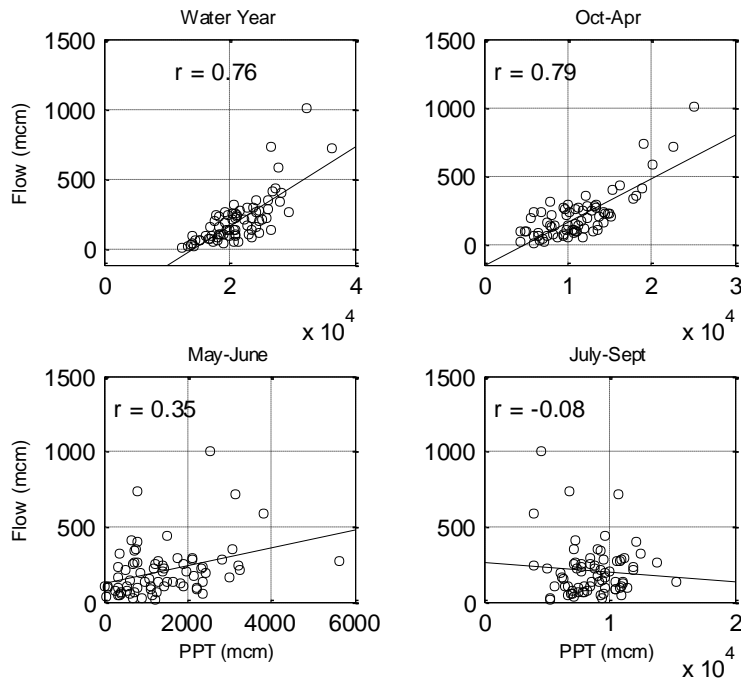 Water Year
Oct-Apr
1500
1000
500
0
Flow (mcm)
r = 0.76
0
2
4
x 10^4
1500
1000
500
0
r = 0.79
0
1
2
3
x 10^4
May-June
July-Sept
1500
1000
500
0
Flow (mcm)
r = 0.35
0
2000
4000
6000
PPT (mcm)
1500
1000
500
0
r = -0.08
0
1
2
PPT (mcm)
x 10^4